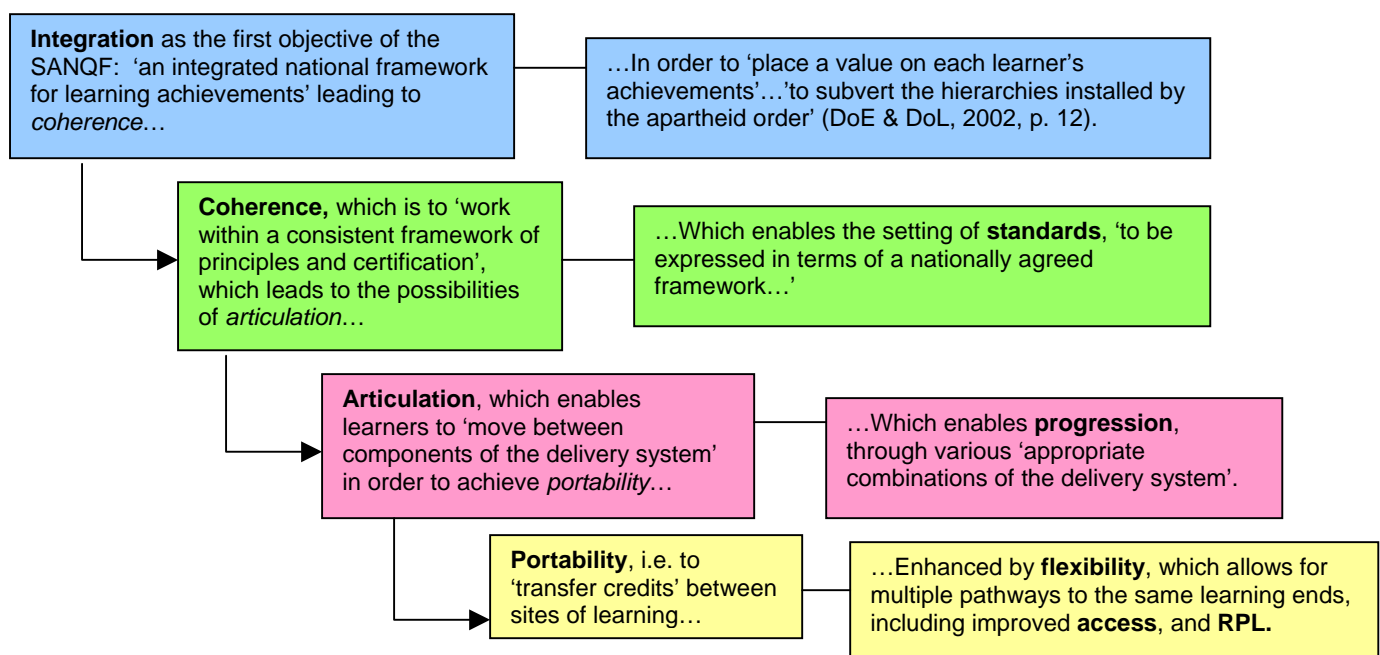 Integration as the first objective of the
SANQF:  ‘an integrated national framework
for learning achievements’ leading to
coherence…
…In order to ‘place a value on each learner’s
achievements’…’to subvert the hierarchies installed by
the apartheid order’ (DoE & DoL, 2002, p. 12).
Coherence, which is to ‘work
within a consistent framework of
principles and certification’,
which leads to the possibilities
of articulation…
…Which enables the setting of standards, ‘to be
expressed in terms of a nationally agreed
framework…’
Articulation, which enables
learners to ‘move between
components of the delivery system’
in order to achieve portability…
…Which enables progression,
through various ‘appropriate
combinations of the delivery system’.
Portability, i.e. to
‘transfer credits’ between
sites of learning…
…Enhanced by flexibility, which allows for
multiple pathways to the same learning ends,
including improved access, and RPL.